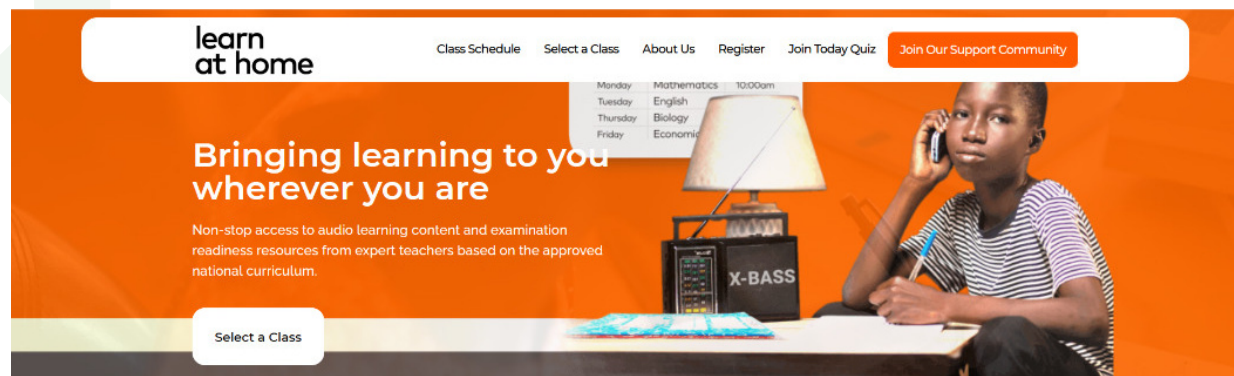 learn
at home
Class Schedule Select a Class About Us Register Join Today Quiz Join Our Support Community
Monday Mathematics 10:00am
Tuesday English
Thursday Biology
Friday
Bringing learning to you
wherever you are
Non-stop access to audio learning content and examination
readiness resources from expert teachers based on the approved
national curriculum.
X-BASS
Select a Class